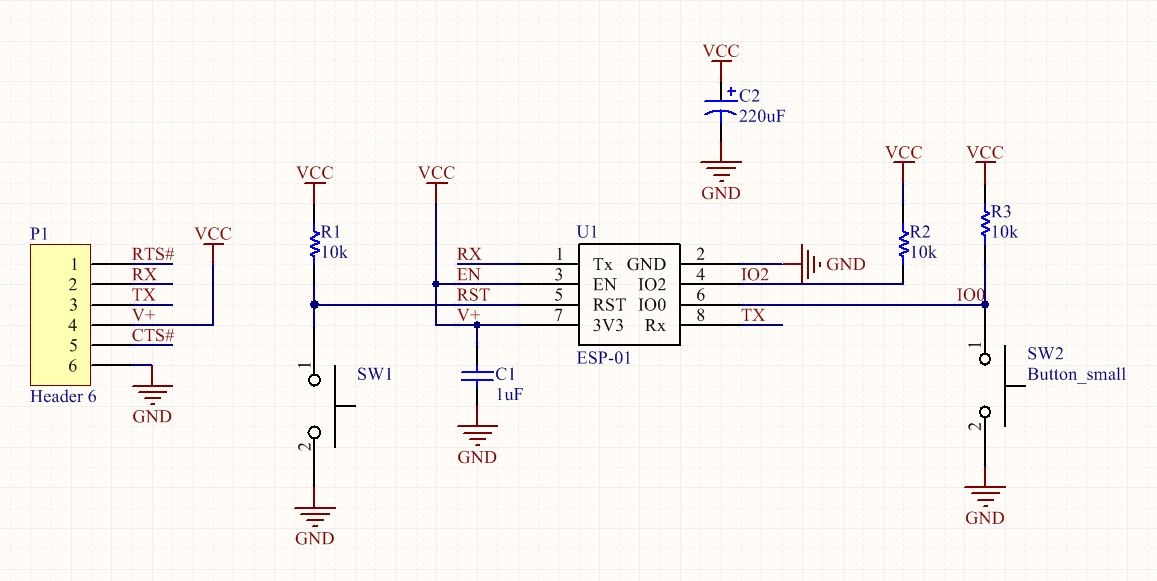 VCC
+
C2
220uF
GND
P1
1
RTS#
2
RX
3
TX
4
V+
5
CTS#
6
Header 6
VCC
GND
VCC
R1
10k
1
SW1
2
GND
VCC
RX
EN
RST
V+
C1
1uF
GND
U1
1
Tx
GND
2
3
EN
IO2
4
5
RST
IO0
6
7
3V3
Rx
8
ESP-01
GND
IO2
TX
VCC
R2
10k
VCC
R3
10k
IO0
1
SW2
Button_small
2
GND